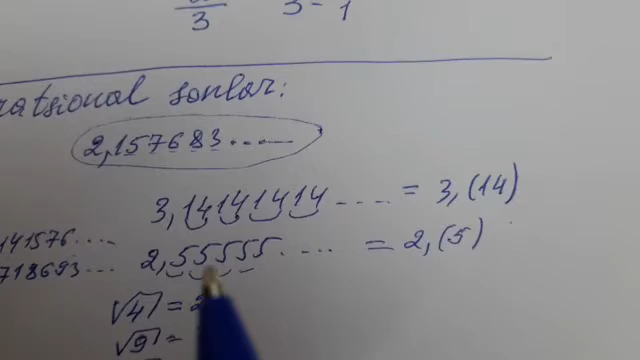 3 3 - 1
ratsional sonlar:
2,157683.......
3,14141414.... = 3,(14)
141576....
2,55555..... = 2,(5)
718693...
√4 = 2
√9 =